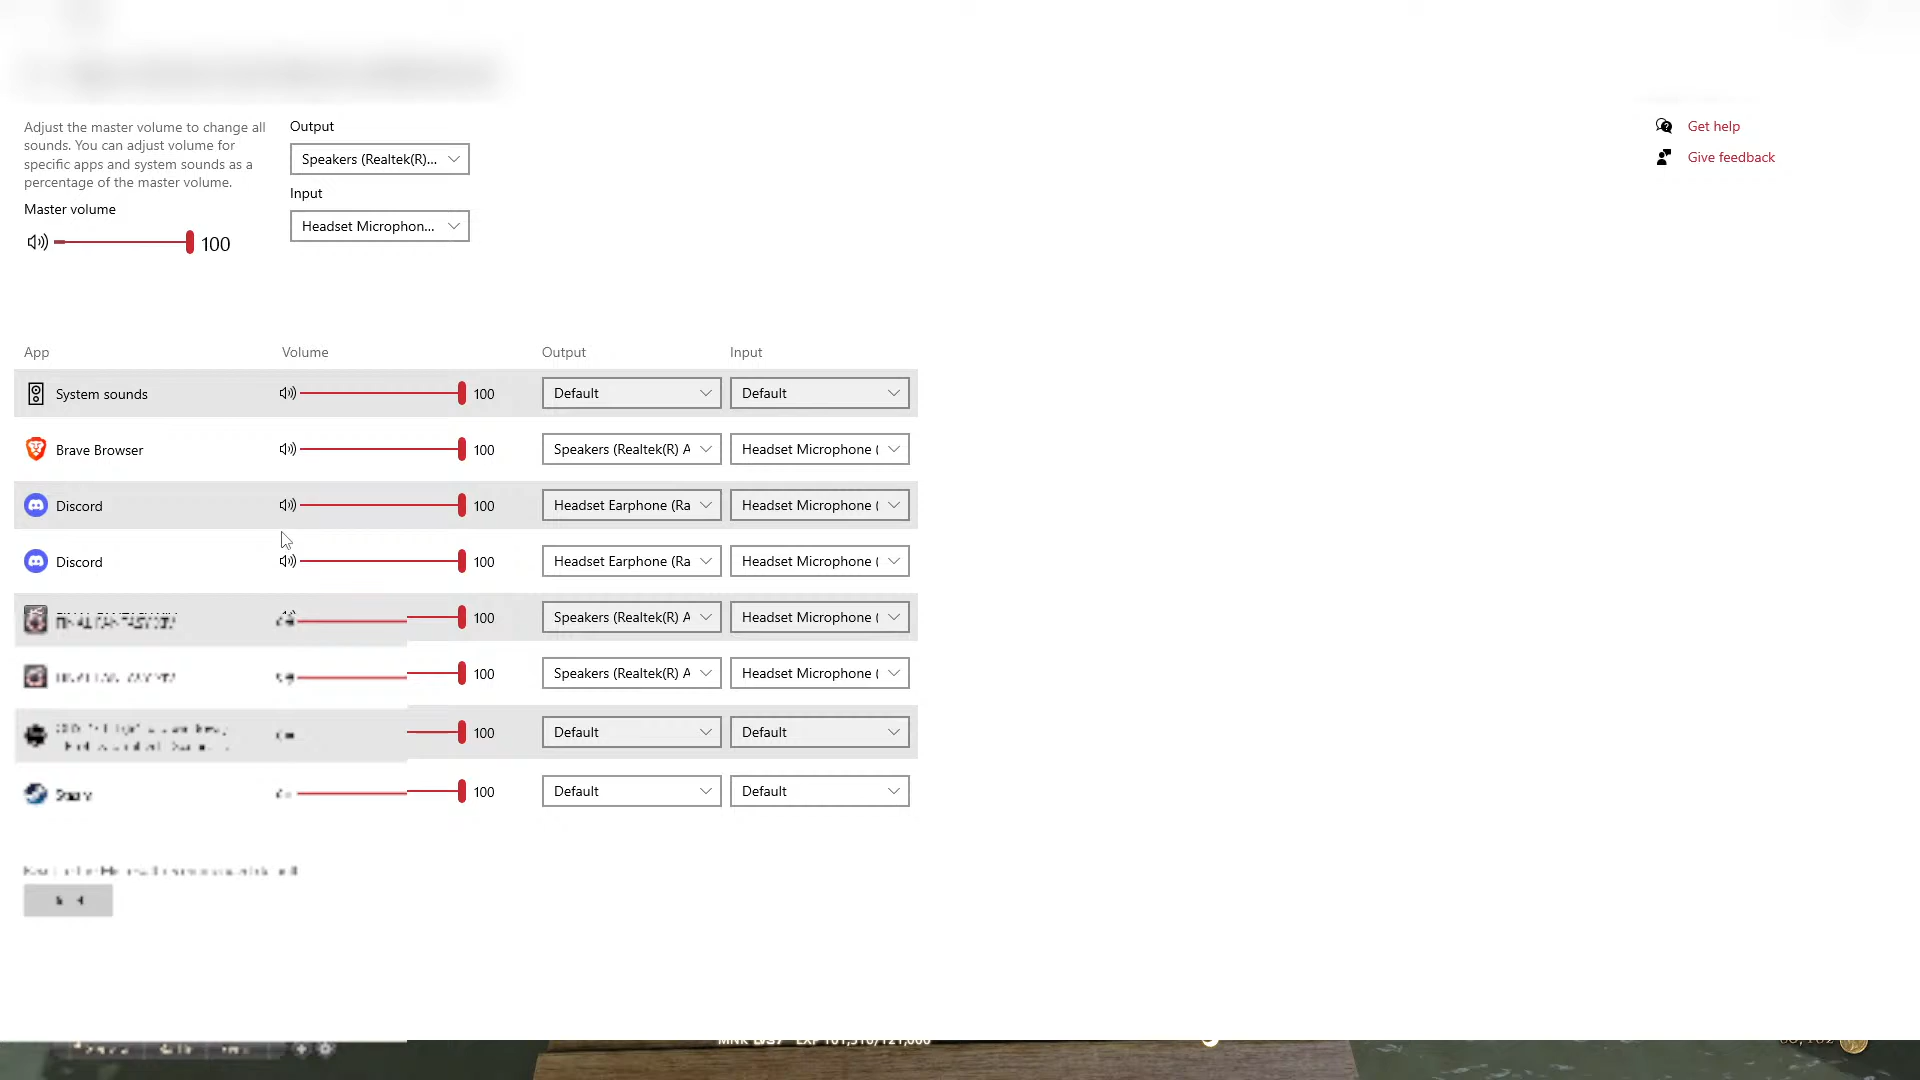 Adjust the master volume to change all
sounds. You can adjust volume for
specific apps and system sounds as a
percentage of the master volume.
Master volume
100
Output
Speakers (Realtek(R)...
Input
Headset Microphon...
Get help
Give feedback
App Volume Output Input
System sounds 100 Default Default
Brave Browser 100 Speakers (Realtek(R) A Headset Microphone (
Discord 100 Headset Earphone (Ra Headset Microphone (
Discord 100 Headset Earphone (Ra Headset Microphone (
FINAL FANTASY XIV 100 Speakers (Realtek(R) A Headset Microphone (
100 Speakers (Realtek(R) A Headset Microphone (
100 Default Default
Steam 100 Default Default